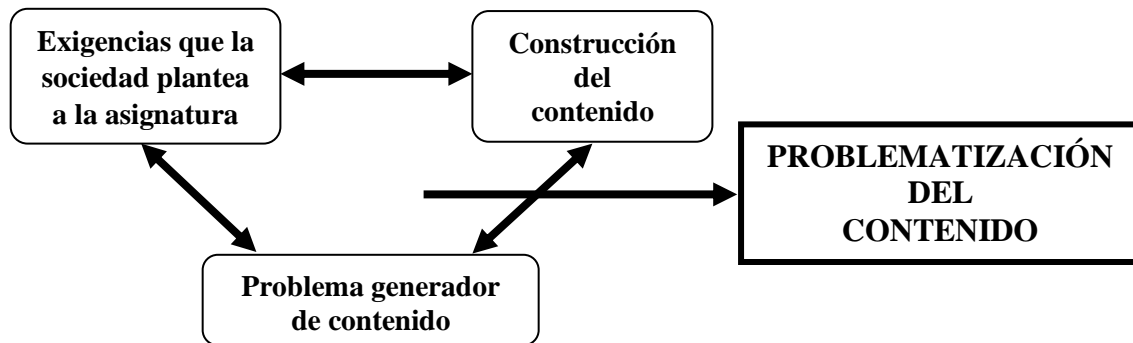 Exigencias que la
sociedad plantea
a la asignatura
Construcción
del
contenido
PROBLEMATIZACIÓN
DEL
CONTENIDO
Problema generador
de contenido